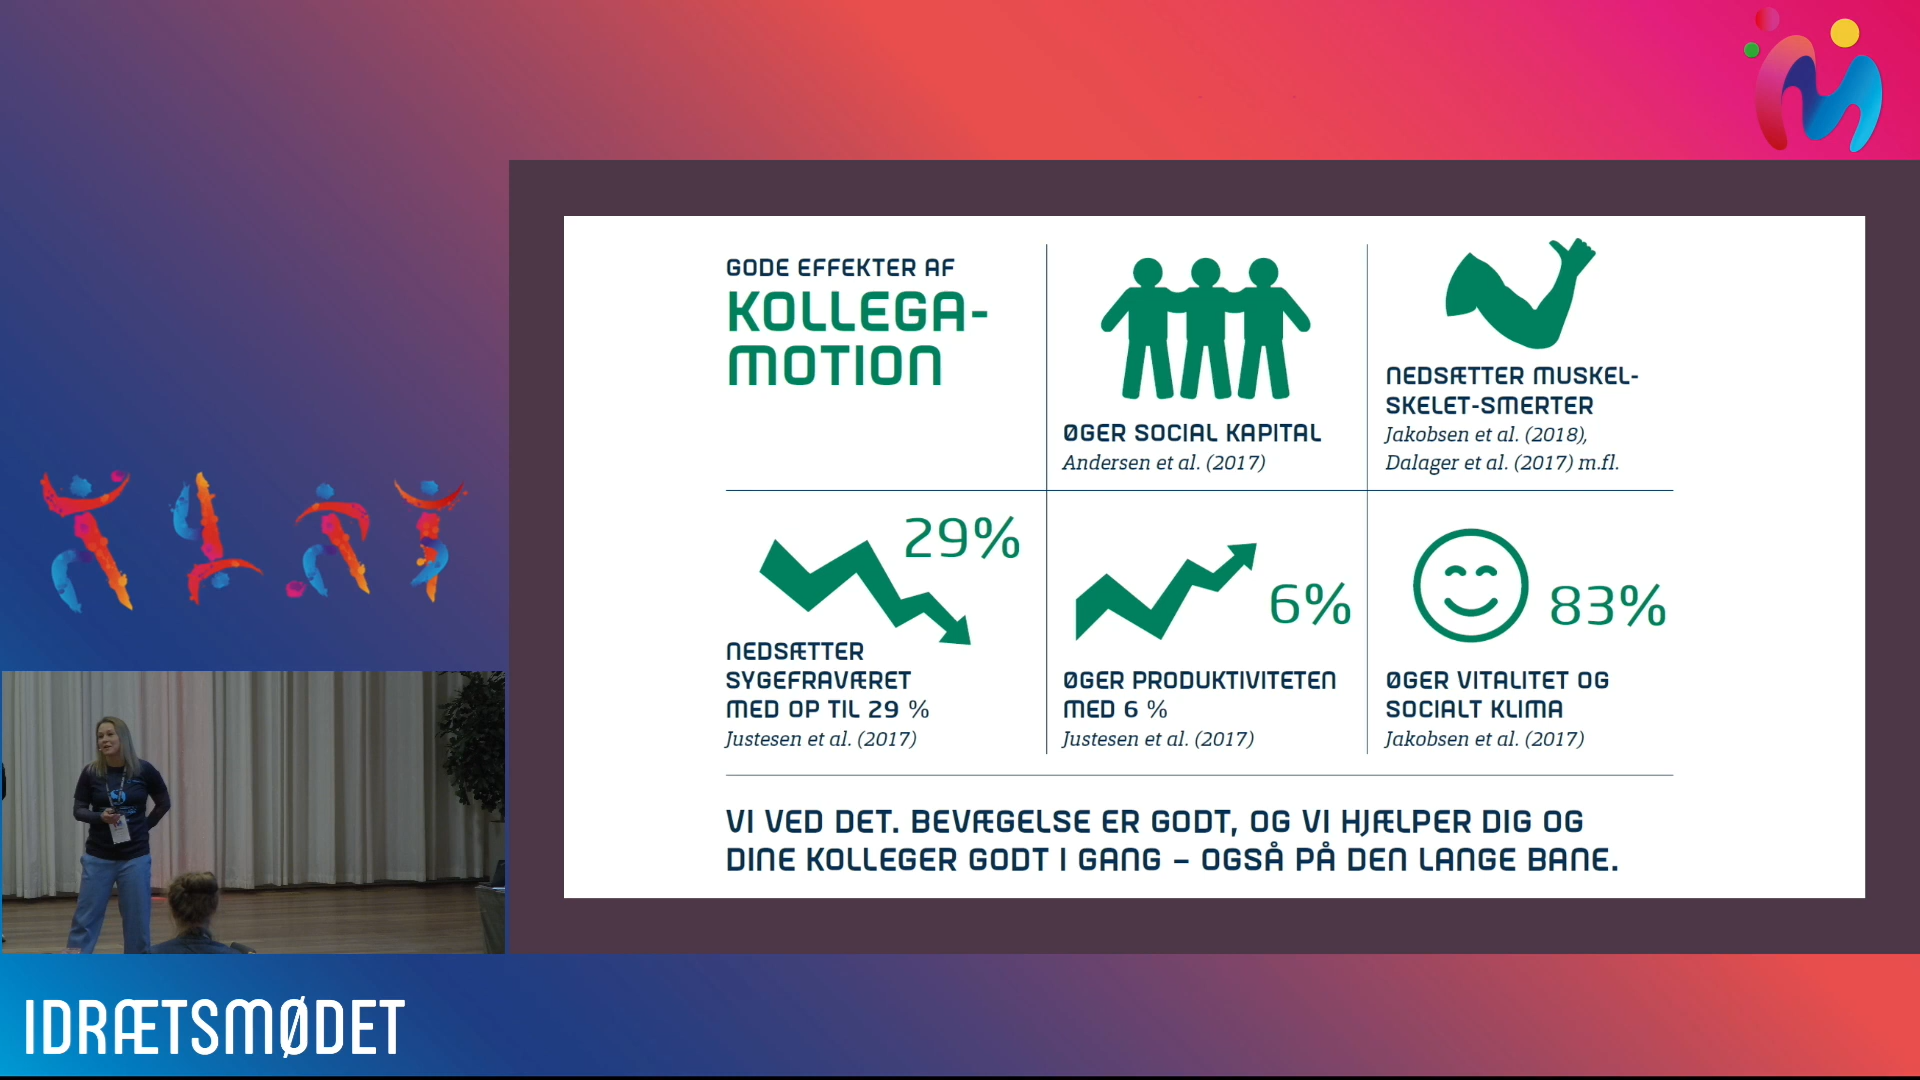 GODE EFFEKTER AF
KOLLEGA-
MOTION
ØGER SOCIAL KAPITAL
Andersen et al. (2017)
NEDSÆTTER MUSKEL-
SKELET-SMERTER
Jakobsen et al. (2018),
Dalager et al. (2017) m.fl.
29%
NEDSÆTTER
SYGEFRAVÆRET
MED OP TIL 29 %
Justesen et al. (2017)
6%
ØGER PRODUKTIVITETEN
MED 6 %
Justesen et al. (2017)
83%
ØGER VITALITET OG
SOCIALT KLIMA
Jakobsen et al. (2017)
VI VED DET. BEVÆGELSE ER GODT, OG VI HJÆLPER DIG OG
DINE KOLLEGER GODT I GANG – OGSÅ PÅ DEN LANGE BANE.
IDRÆTSMØDET